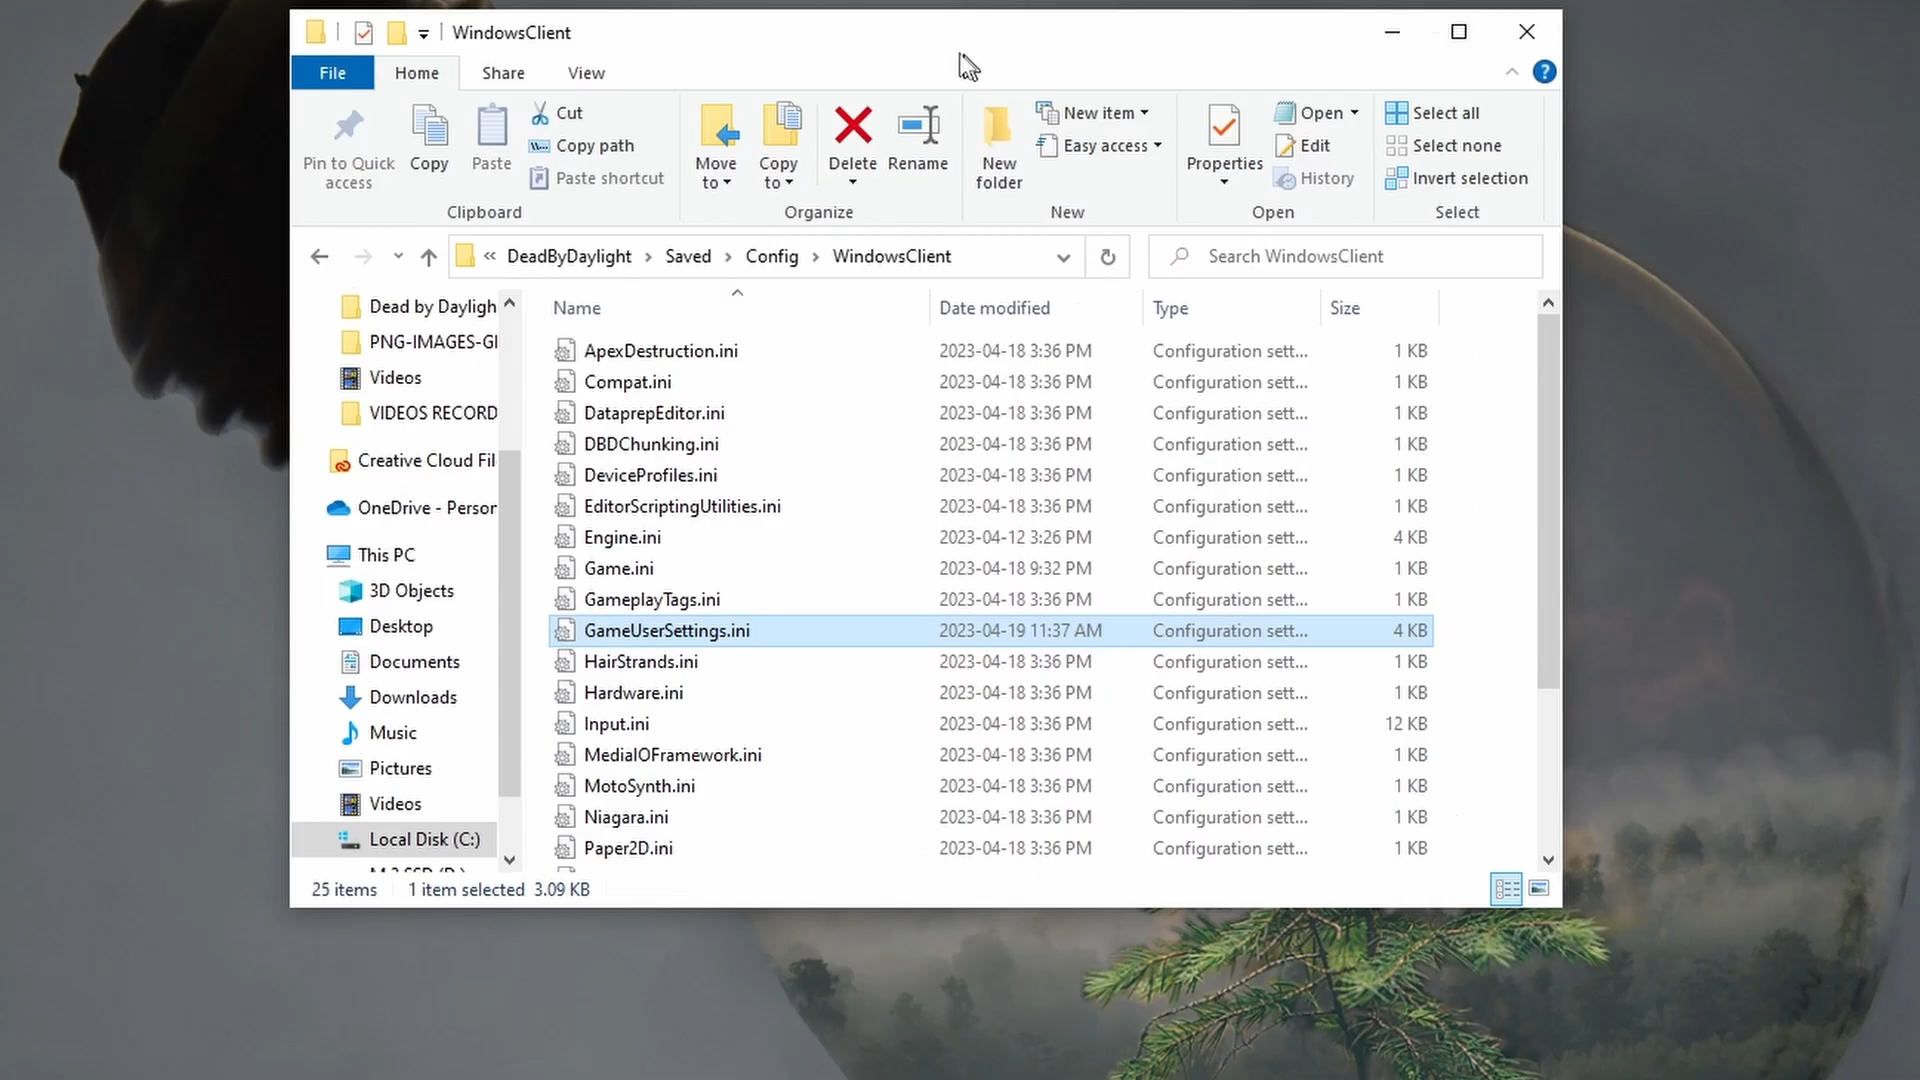 WindowsClient
File Home Share View
Pin to Quick access
Copy
Paste
Cut
Copy path
Paste shortcut
Clipboard
Move to
Copy to
Delete
Rename
Organize
New folder
New item
Easy access
New
Properties
Open
Edit
History
Open
Select all
Select none
Invert selection
Select
« DeadByDaylight › Saved › Config › WindowsClient
Search WindowsClient
Dead by Dayligh
PNG-IMAGES-GI
Videos
VIDEOS RECORD
Creative Cloud Fil
OneDrive - Person
This PC
3D Objects
Desktop
Documents
Downloads
Music
Pictures
Videos
Local Disk (C:)
Name Date modified Type Size
ApexDestruction.ini 2023-04-18 3:36 PM Configuration sett... 1 KB
Compat.ini 2023-04-18 3:36 PM Configuration sett... 1 KB
DataprepEditor.ini 2023-04-18 3:36 PM Configuration sett... 1 KB
DBDChunking.ini 2023-04-18 3:36 PM Configuration sett... 1 KB
DeviceProfiles.ini 2023-04-18 3:36 PM Configuration sett... 1 KB
EditorScriptingUtilities.ini 2023-04-18 3:36 PM Configuration sett... 1 KB
Engine.ini 2023-04-12 3:26 PM Configuration sett... 4 KB
Game.ini 2023-04-18 9:32 PM Configuration sett... 1 KB
GameplayTags.ini 2023-04-18 3:36 PM Configuration sett... 1 KB
GameUserSettings.ini 2023-04-19 11:37 AM Configuration sett... 4 KB
HairStrands.ini 2023-04-18 3:36 PM Configuration sett... 1 KB
Hardware.ini 2023-04-18 3:36 PM Configuration sett... 1 KB
Input.ini 2023-04-18 3:36 PM Configuration sett... 12 KB
MediaIOFramework.ini 2023-04-18 3:36 PM Configuration sett... 1 KB
MotoSynth.ini 2023-04-18 3:36 PM Configuration sett... 1 KB
Niagara.ini 2023-04-18 3:36 PM Configuration sett... 1 KB
Paper2D.ini 2023-04-18 3:36 PM Configuration sett... 1 KB
25 items 1 item selected 3.09 KB